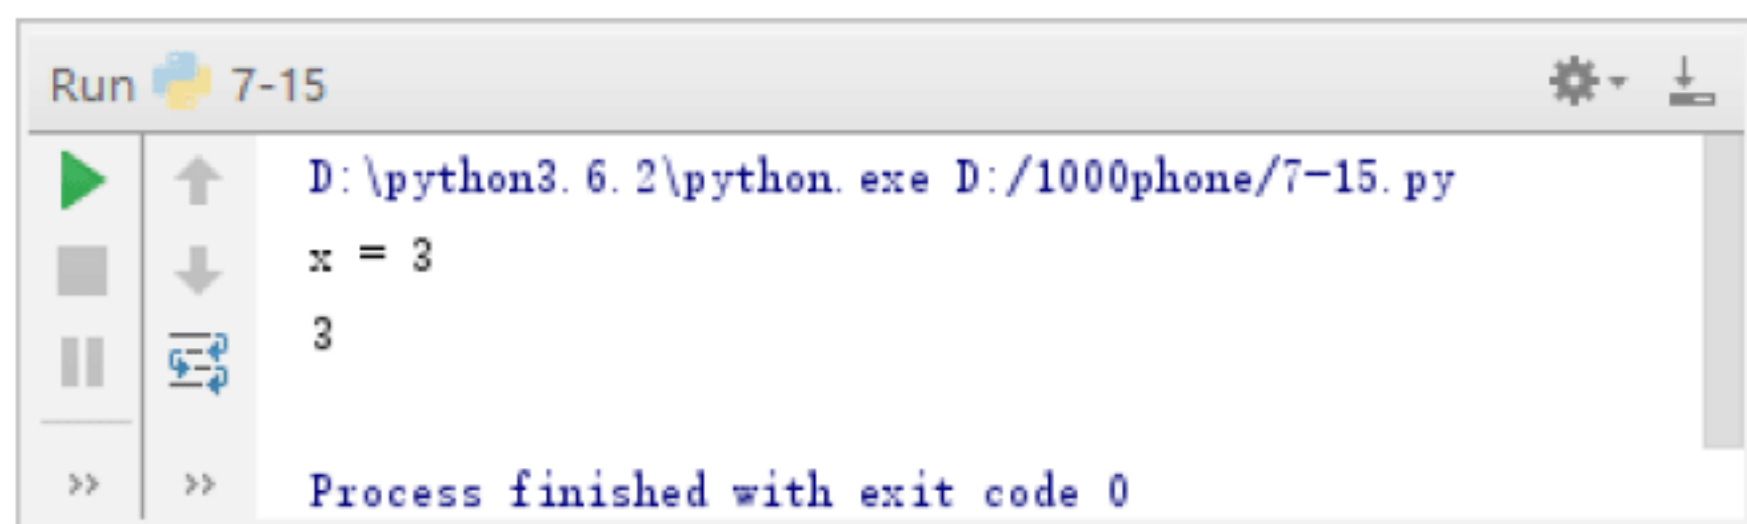 Run 7-15
D:\python3.6.2\python.exe D:/1000phone/7-15.py
x = 3
3
Process finished with exit code 0